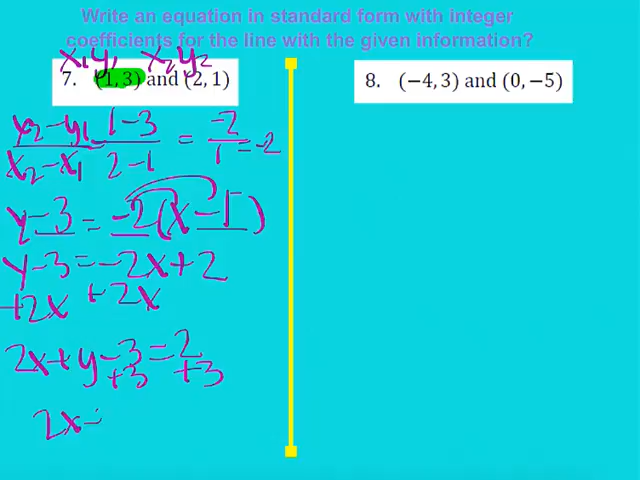 Write an equation in standard form with integer
coefficients for the line with the given information?
x₁ y₁ x₂ y₂
7. (1, 3) and (2, 1)
y₂ - y₁ / x₂ - x₁ 1 - 3 / 2 - 1 = -2 / 1 = -2
y - 3 = -2(x - 1)
y - 3 = -2x + 2
+2x +2x
2x + y - 3 = 2
+3 +3
2x -
8. (−4, 3) and (0, −5)